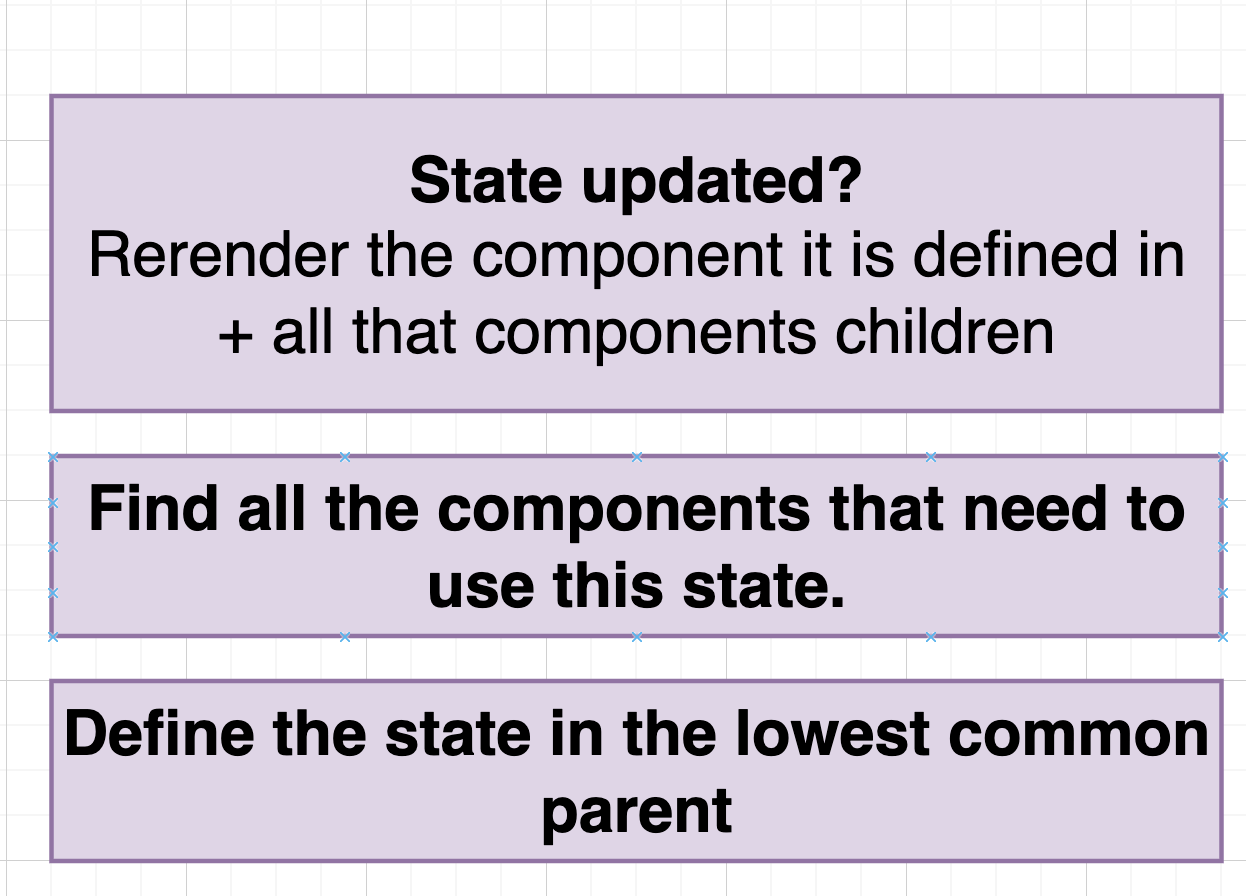 State updated?
Rerender the component it is defined in
+ all that components children
Find all the components that need to
use this state.
Define the state in the lowest common
parent